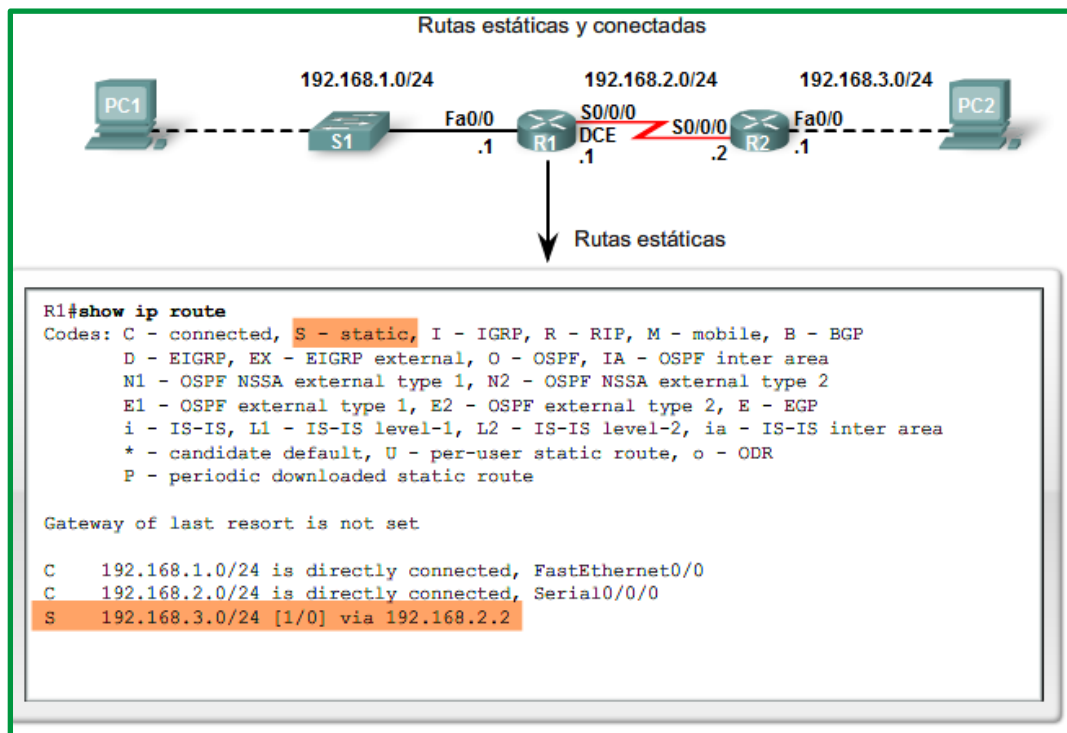 Rutas estáticas y conectadas
192.168.1.0/24
192.168.2.0/24
192.168.3.0/24
PC1
S1
Fa0/0
.1
R1
S0/0/0
DCE
.1
S0/0/0
.2
R2
Fa0/0
.1
PC2
Rutas estáticas
R1#show ip route
Codes: C - connected, S - static, I - IGRP, R - RIP, M - mobile, B - BGP
D - EIGRP, EX - EIGRP external, O - OSPF, IA - OSPF inter area
N1 - OSPF NSSA external type 1, N2 - OSPF NSSA external type 2
E1 - OSPF external type 1, E2 - OSPF external type 2, E - EGP
i - IS-IS, L1 - IS-IS level-1, L2 - IS-IS level-2, ia - IS-IS inter area
* - candidate default, U - per-user static route, o - ODR
P - periodic downloaded static route
Gateway of last resort is not set
C 192.168.1.0/24 is directly connected, FastEthernet0/0
C 192.168.2.0/24 is directly connected, Serial0/0/0
S 192.168.3.0/24 [1/0] via 192.168.2.2